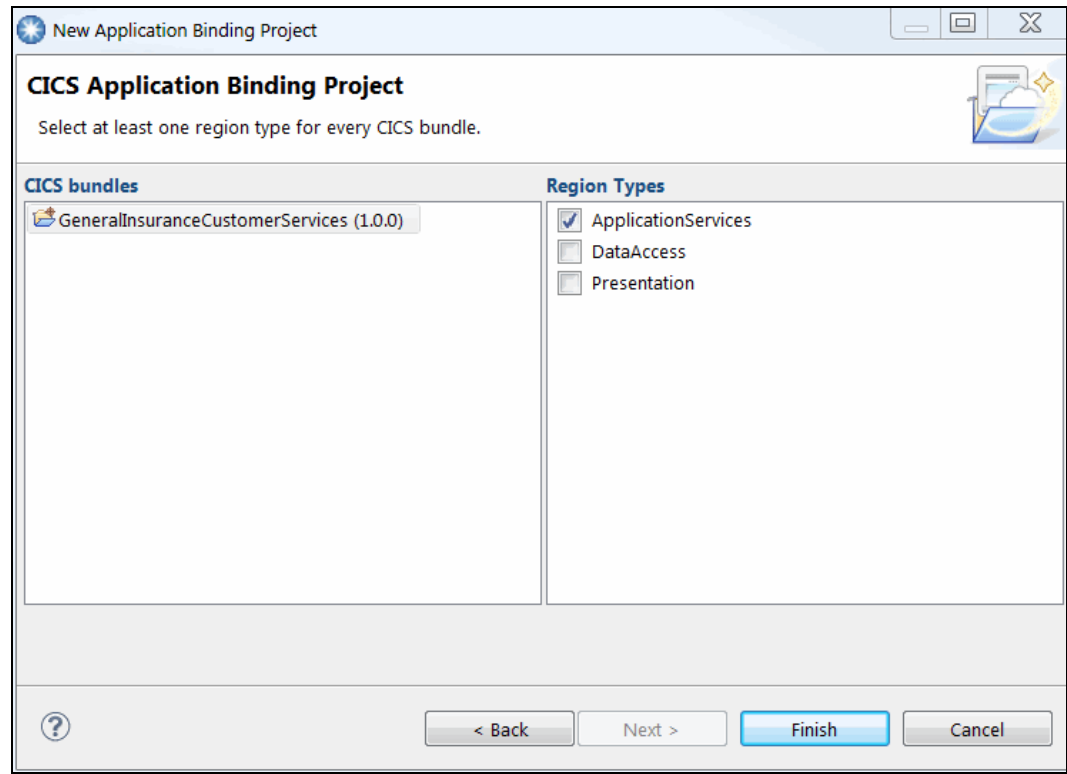 New Application Binding Project
CICS Application Binding Project
Select at least one region type for every CICS bundle.
CICS bundles
GeneralInsuranceCustomerServices (1.0.0)
Region Types
ApplicationServices
DataAccess
Presentation
?
< Back
Next >
Finish
Cancel